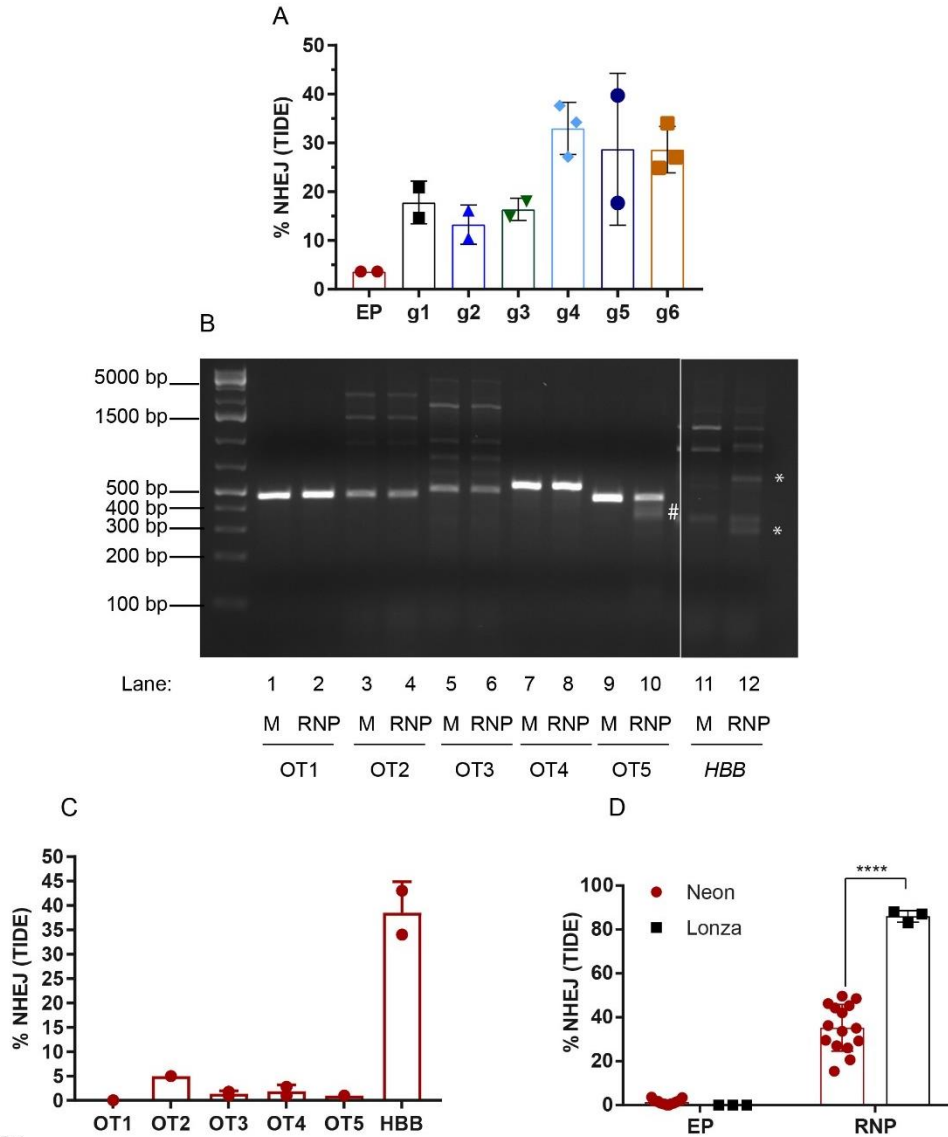 A
50
40
30
20
10
0
% NHEJ (TIDE)
EP g1 g2 g3 g4 g5 g6
B
5000 bp
1500 bp
500 bp
400 bp
300 bp
200 bp
100 bp
#
*
*
Lane: 1 2 3 4 5 6 7 8 9 10 11 12
M RNP M RNP M RNP M RNP M RNP M RNP
OT1 OT2 OT3 OT4 OT5 HBB
C
50
45
40
35
30
25
20
15
10
5
0
% NHEJ (TIDE)
OT1 OT2 OT3 OT4 OT5 HBB
D
100
80
60
40
20
0
% NHEJ (TIDE)
Neon
Lonza
****
EP RNP